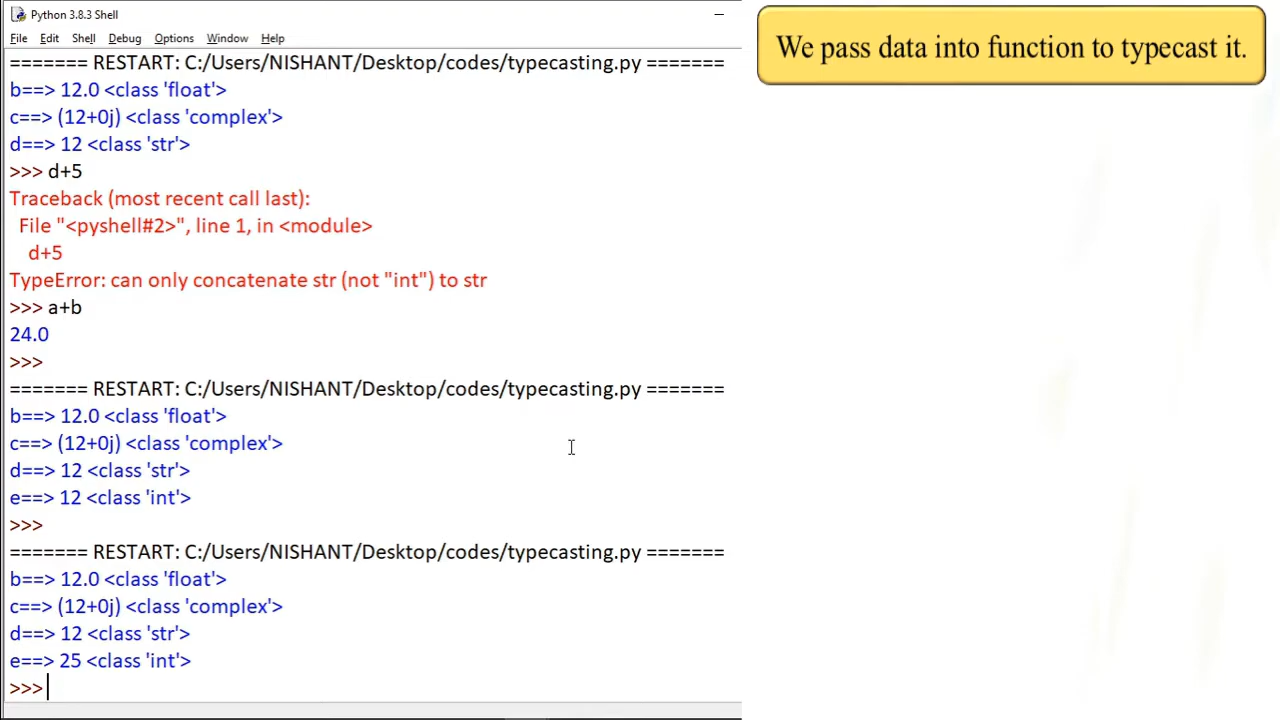 Python 3.8.3 Shell
File Edit Shell Debug Options Window Help
======= RESTART: C:/Users/NISHANT/Desktop/codes/typecasting.py =======
b==> 12.0 <class 'float'>
c==> (12+0j) <class 'complex'>
d==> 12 <class 'str'>
>>> d+5
Traceback (most recent call last):
  File "<pyshell#2>", line 1, in <module>
    d+5
TypeError: can only concatenate str (not "int") to str
>>> a+b
24.0
>>>
======= RESTART: C:/Users/NISHANT/Desktop/codes/typecasting.py =======
b==> 12.0 <class 'float'>
c==> (12+0j) <class 'complex'>
d==> 12 <class 'str'>
e==> 12 <class 'int'>
>>>
======= RESTART: C:/Users/NISHANT/Desktop/codes/typecasting.py =======
b==> 12.0 <class 'float'>
c==> (12+0j) <class 'complex'>
d==> 12 <class 'str'>
e==> 25 <class 'int'>
>>>
We pass data into function to typecast it.